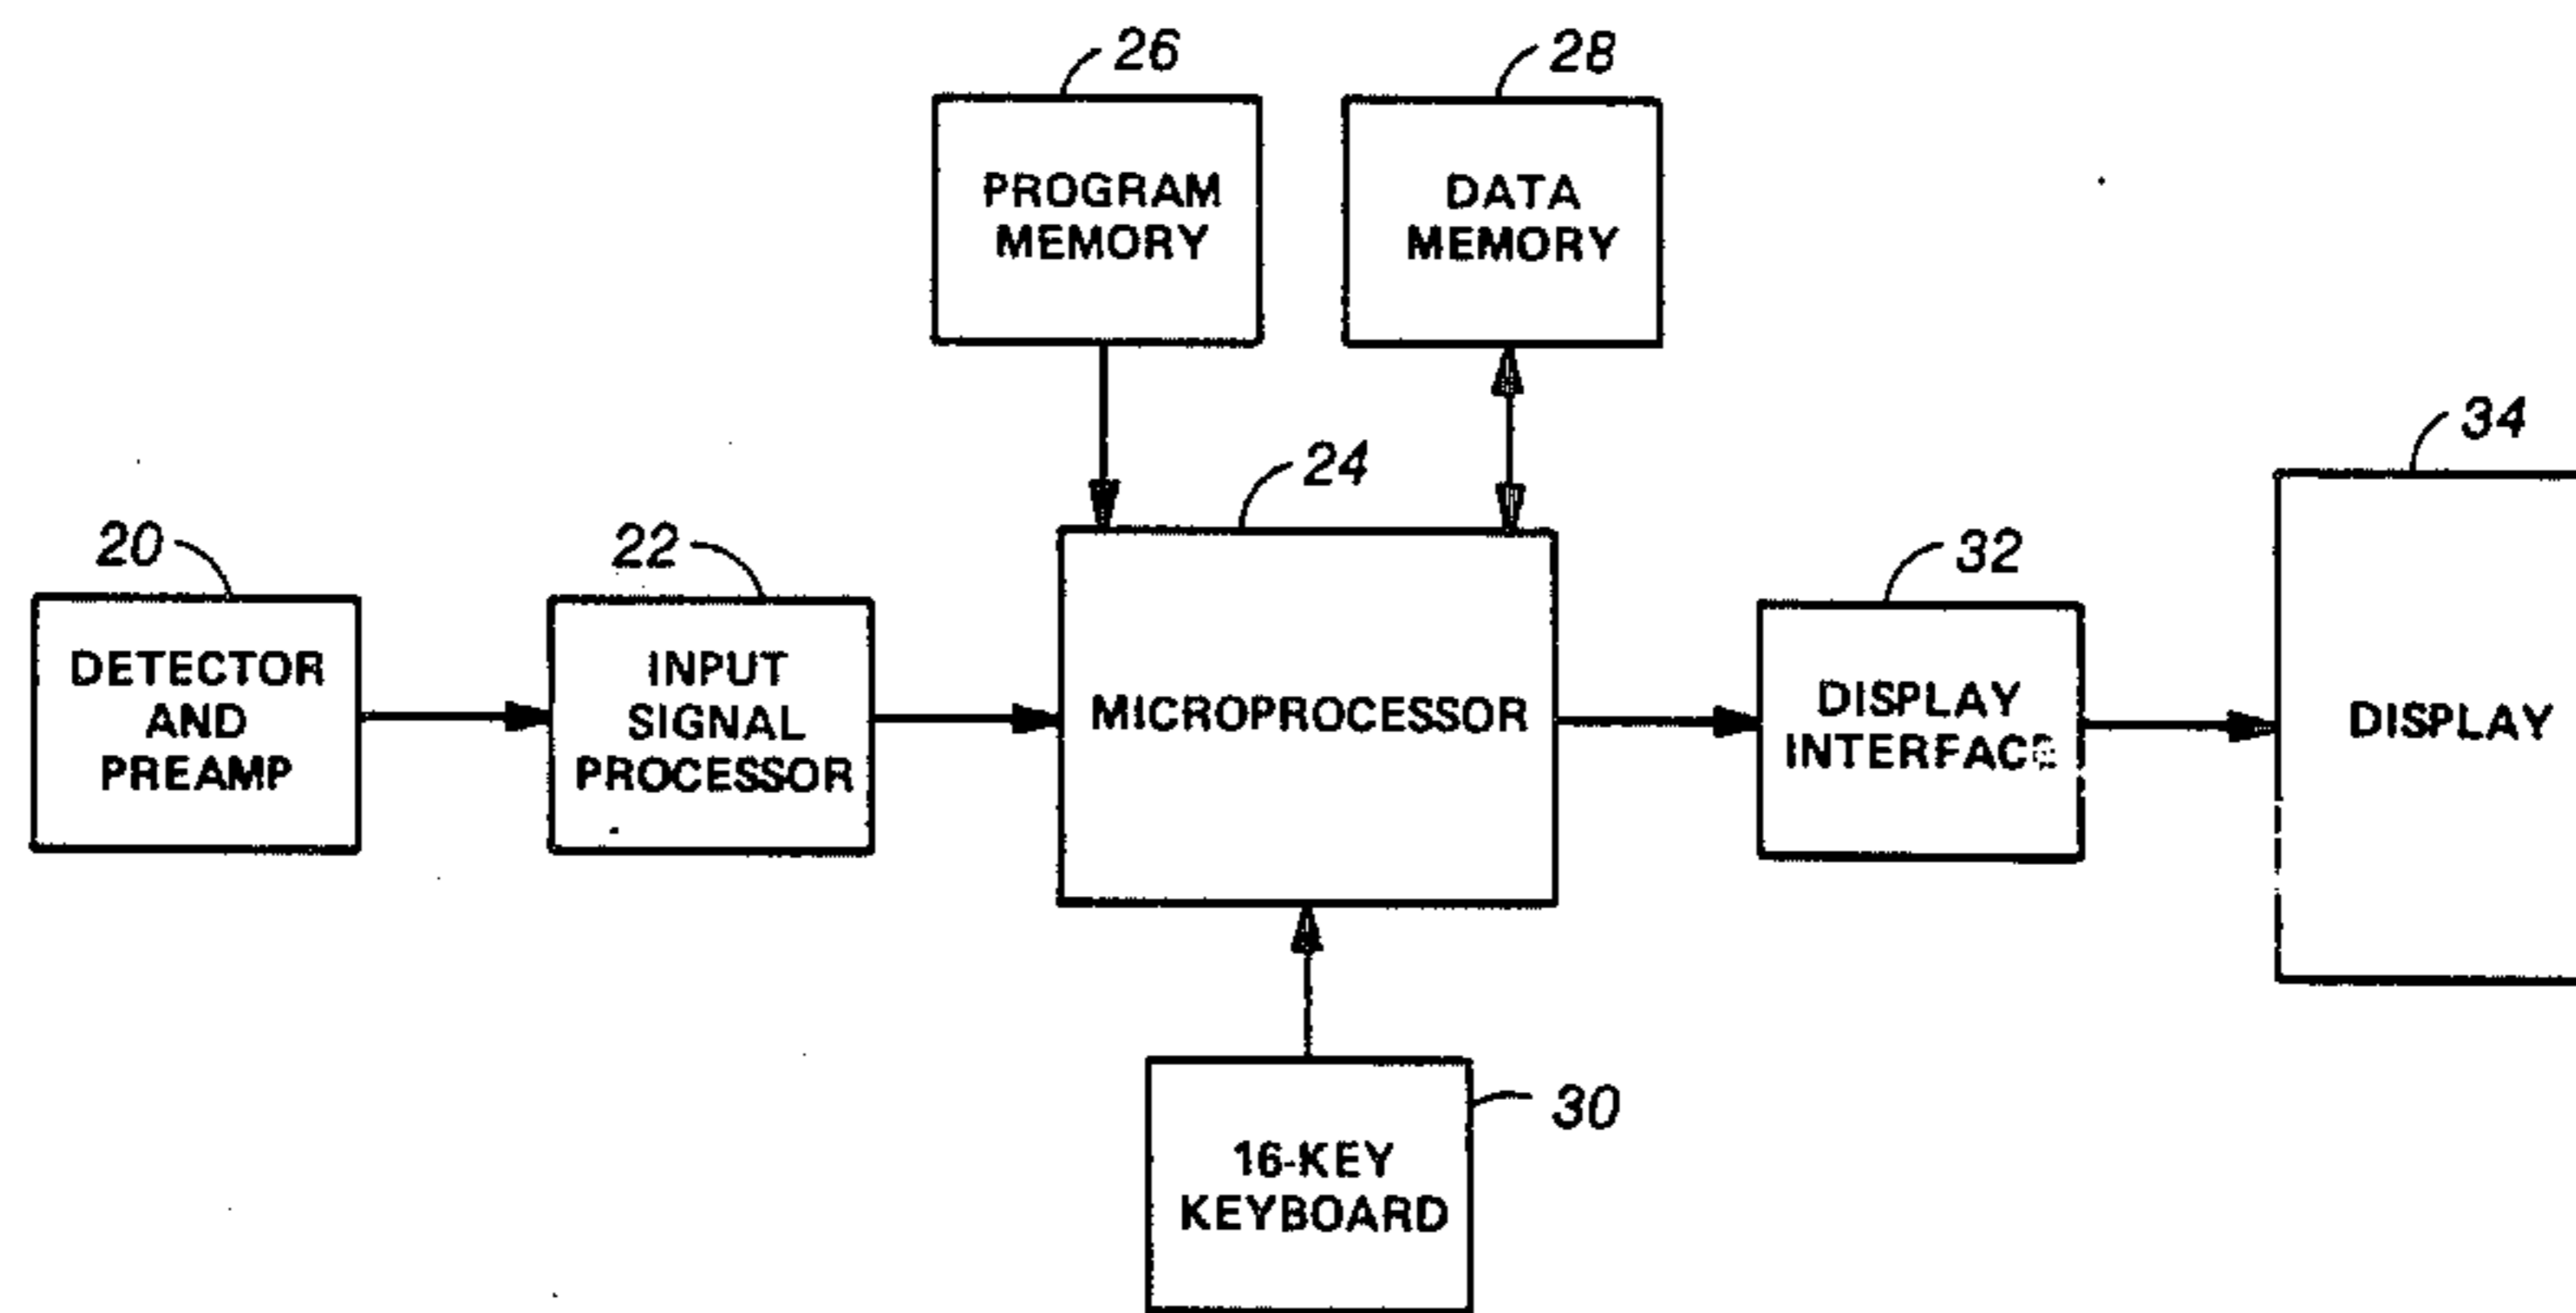 26
28
PROGRAM
MEMORY
DATA
MEMORY
24
34
20
22
32
DETECTOR
AND
PREAMP
INPUT
SIGNAL
PROCESSOR
MICROPROCESSOR
DISPLAY
INTERFACE
DISPLAY
30
16-KEY
KEYBOARD